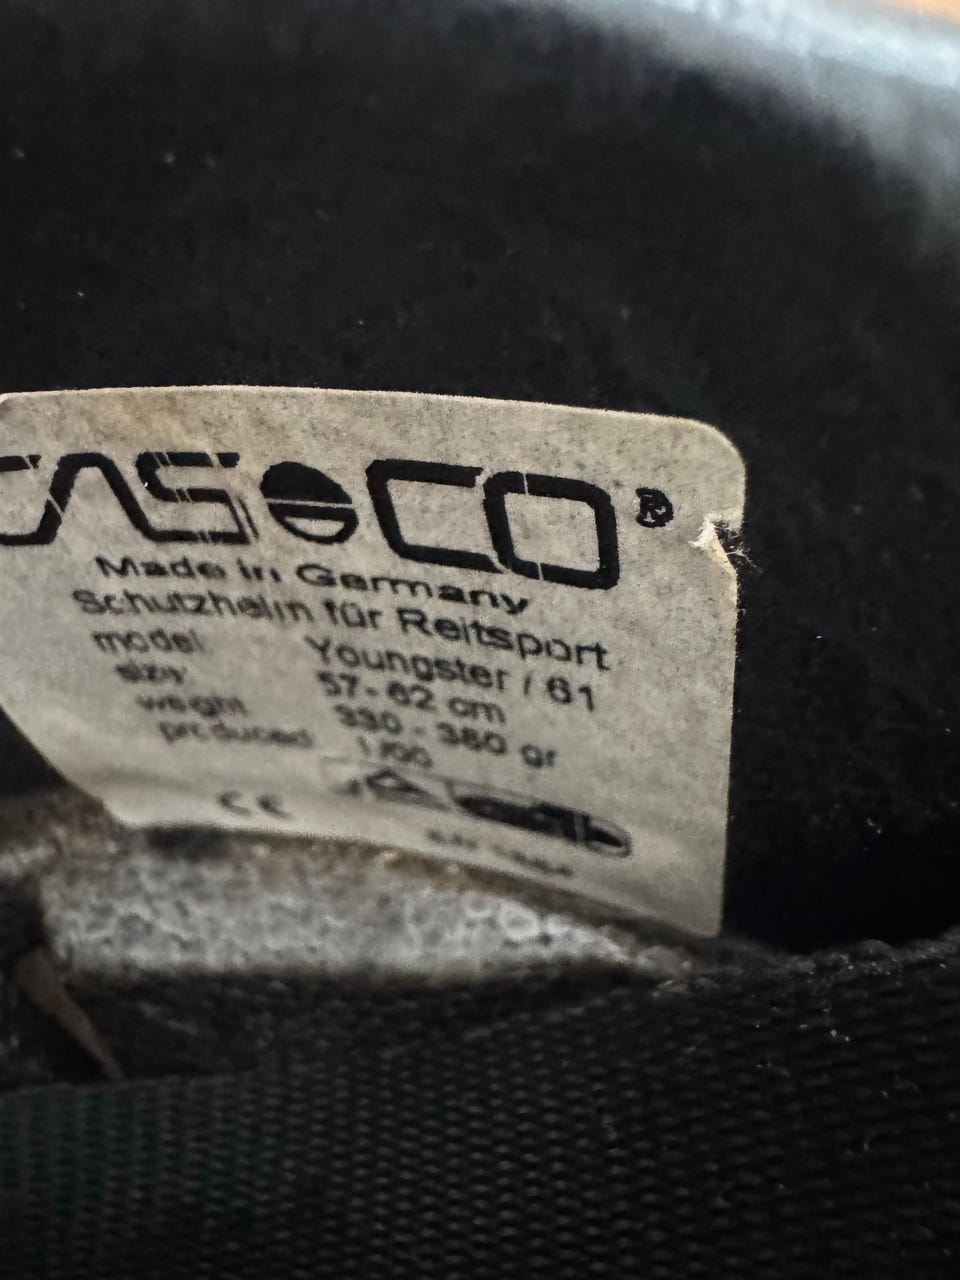 CASCO®
Made in Germany
Schutzhelm für Reitsport
model: Youngster / 61
size 57-62 cm
weight 330 - 380 gr
produced 1/00
CE